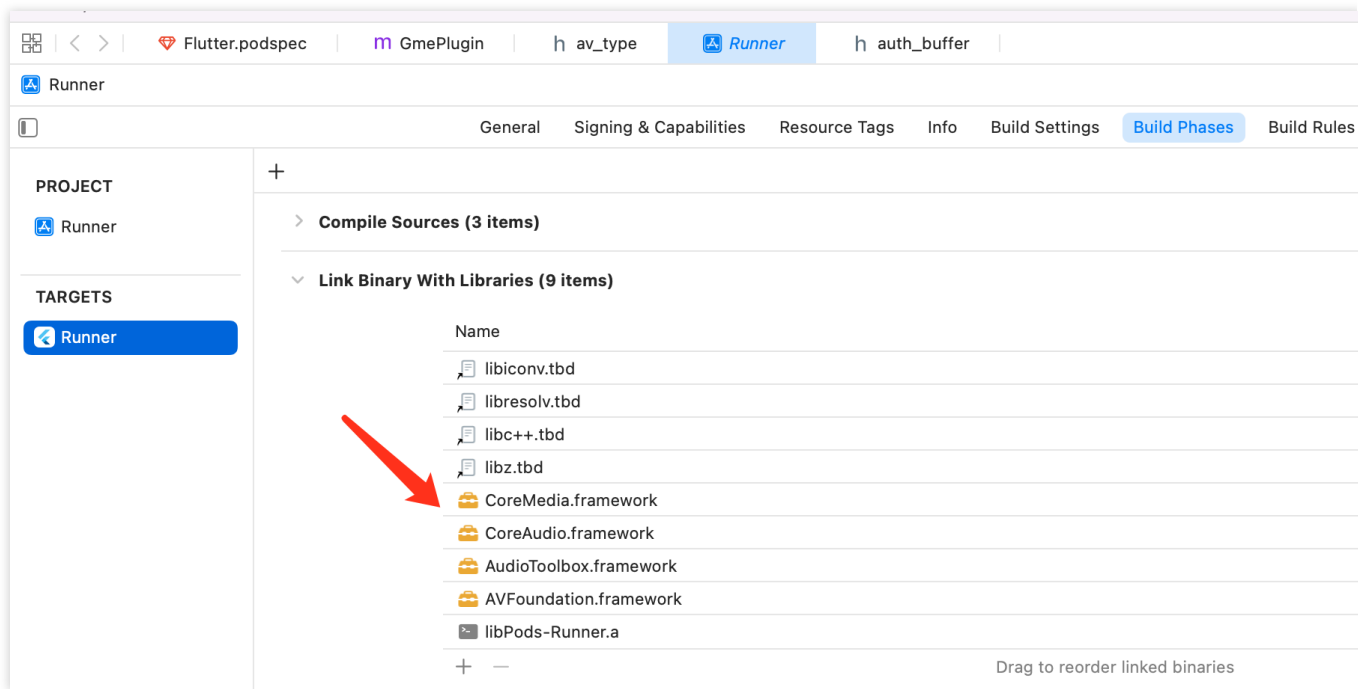 Flutter.podspec m GmePlugin h av_type Runner h auth_buffer
Runner
General Signing & Capabilities Resource Tags Info Build Settings Build Phases Build Rules
PROJECT
Runner
TARGETS
Runner
Compile Sources (3 items)
Link Binary With Libraries (9 items)
Name
libiconv.tbd
libresolv.tbd
libc++.tbd
libz.tbd
CoreMedia.framework
CoreAudio.framework
AudioToolbox.framework
AVFoundation.framework
libPods-Runner.a
Drag to reorder linked binaries